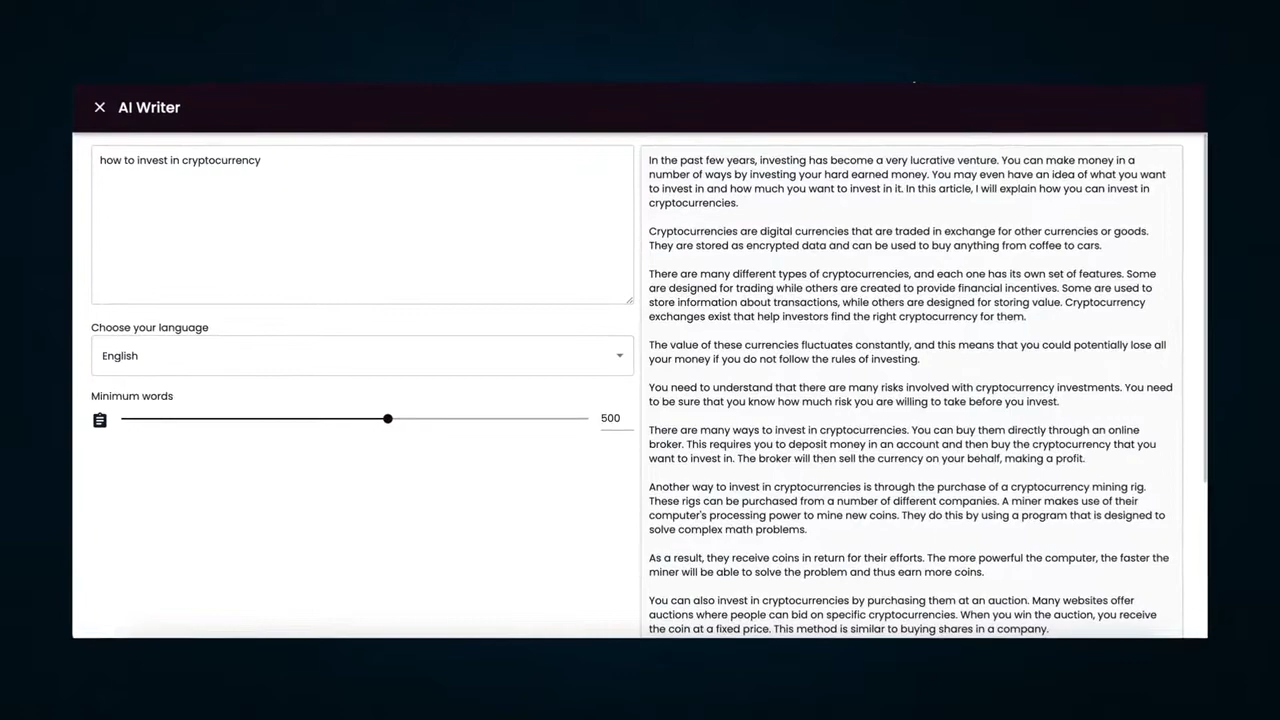 AI Writer
how to invest in cryptocurrency
Choose your language
English
Minimum words
500
In the past few years, investing has become a very lucrative venture. You can make money in a
number of ways by investing your hard earned money. You may even have an idea of what you want
to invest in and how much you want to invest in it. In this article, I will explain how you can invest in
cryptocurrencies.
Cryptocurrencies are digital currencies that are traded in exchange for other currencies or goods.
They are stored as encrypted data and can be used to buy anything from coffee to cars.
There are many different types of cryptocurrencies, and each one has its own set of features. Some
are designed for trading while others are created to provide financial incentives. Some are used to
store information about transactions, while others are designed for storing value. Cryptocurrency
exchanges exist that help investors find the right cryptocurrency for them.
The value of these currencies fluctuates constantly, and this means that you could potentially lose all
your money if you do not follow the rules of investing.
You need to understand that there are many risks involved with cryptocurrency investments. You need
to be sure that you know how much risk you are willing to take before you invest.
There are many ways to invest in cryptocurrencies. You can buy them directly through an online
broker. This requires you to deposit money in an account and then buy the cryptocurrency that you
want to invest in. The broker will then sell the currency on your behalf, making a profit.
Another way to invest in cryptocurrencies is through the purchase of a cryptocurrency mining rig.
These rigs can be purchased from a number of different companies. A miner makes use of their
computer's processing power to mine new coins. They do this by using a program that is designed to
solve complex math problems.
As a result, they receive coins in return for their efforts. The more powerful the computer, the faster the
miner will be able to solve the problem and thus earn more coins.
You can also invest in cryptocurrencies by purchasing them at an auction. Many websites offer
auctions where people can bid on specific cryptocurrencies. When you win the auction, you receive
the coin at a fixed price. This method is similar to buying shares in a company.